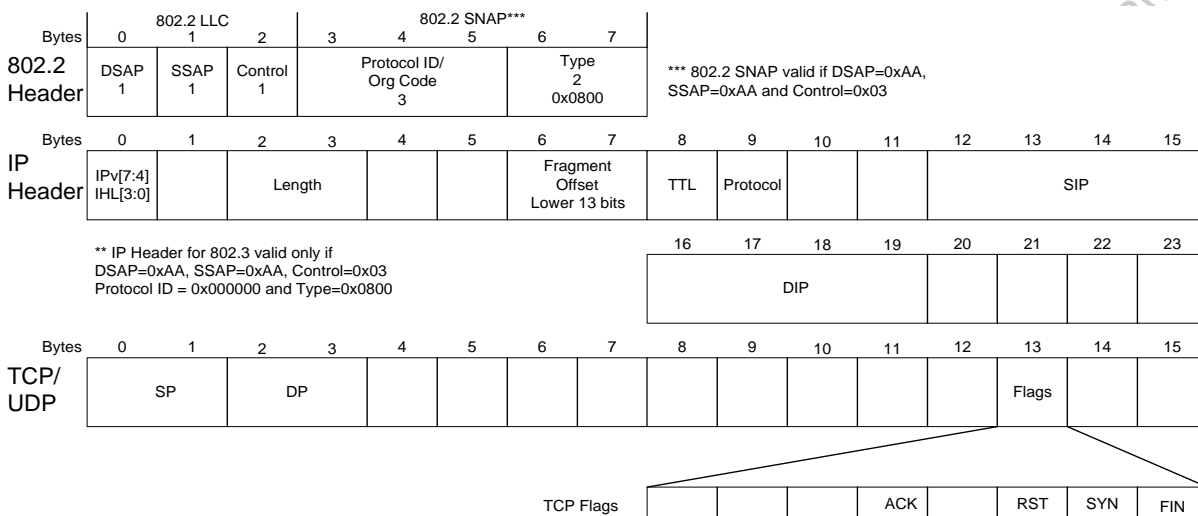 802.2 LLC 802.2 SNAP***
Bytes 0 1 2 3 4 5 6 7
802.2
Header
DSAP
1
SSAP
1
Control
1
Protocol ID/
Org Code
3
Type
2
0x0800
*** 802.2 SNAP valid if DSAP=0xAA,
SSAP=0xAA and Control=0x03
Bytes 0 1 2 3 4 5 6 7 8 9 10 11 12 13 14 15
IP
Header
IPv[7:4]
IHL[3:0]
Length
Fragment
Offset
Lower 13 bits
TTL
Protocol
SIP
** IP Header for 802.3 valid only if
DSAP=0xAA, SSAP=0xAA, Control=0x03
Protocol ID = 0x000000 and Type=0x0800
16 17 18 19 20 21 22 23
DIP
Bytes 0 1 2 3 4 5 6 7 8 9 10 11 12 13 14 15
TCP/
UDP
SP
DP
Flags
TCP Flags ACK RST SYN FIN